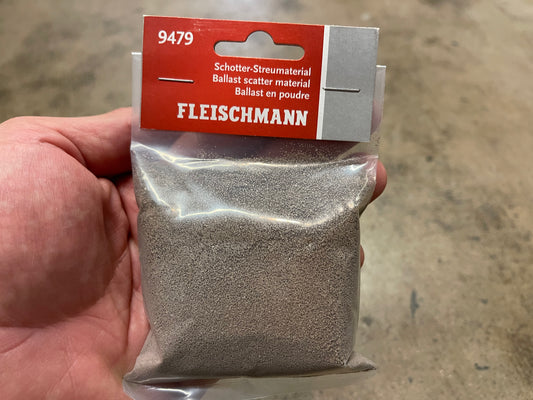 9479
Schotter-Streumaterial
Ballast scatter material
Ballast en poudre
FLEISCHMANN